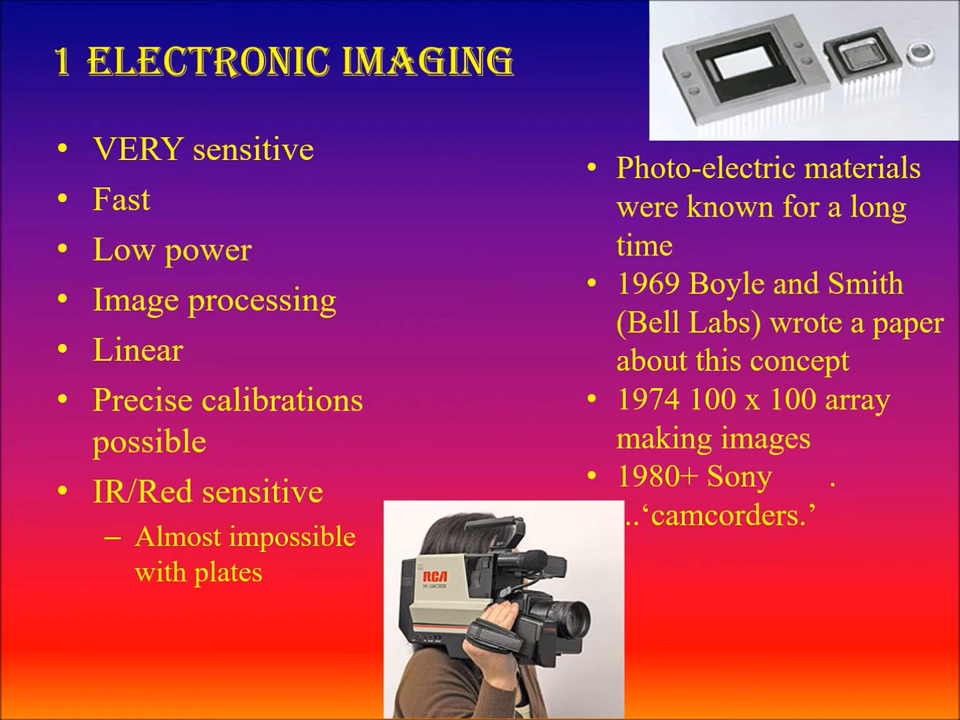 1 Electronic Imaging
• VERY sensitive
• Fast
• Low power
• Image processing
• Linear
• Precise calibrations
possible
• IR/Red sensitive
– Almost impossible
with plates
• Photo-electric materials
were known for a long
time
• 1969 Boyle and Smith
(Bell Labs) wrote a paper
about this concept
• 1974 100 x 100 array
making images
• 1980+ Sony .
..‘camcorders.’
RCA